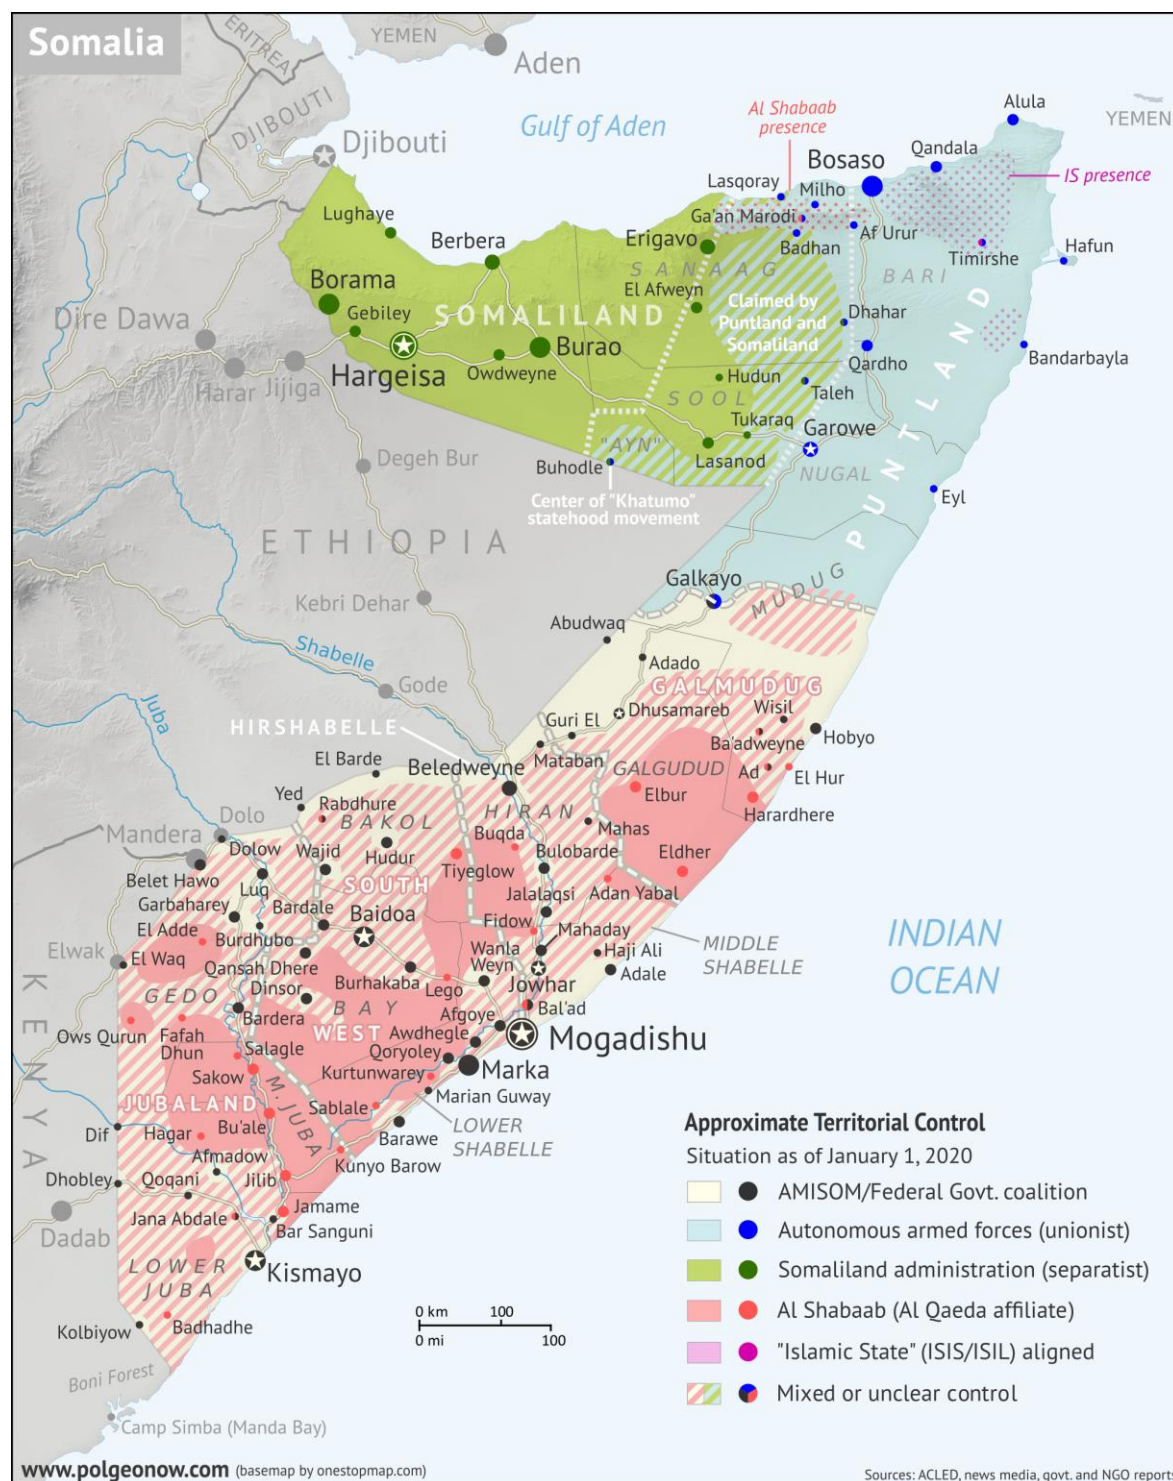 Somalia
ERITREA
YEMEN
Aden
DJIBOUTI
Djibouti
Gulf of Aden
Al Shabaab
presence
Alula
YEMEN
Qandala
Bosaso
IS presence
Lasqoray
Milho
Lughaye
Ga'an Marodi
Berbera
Erigavo
Badhan
Af Urur
Timirshe
Hafun
SANAAG
BARI
Borama
El Afweyn
Claimed by
Puntland and
Somaliland
Gebiley
SOMALILAND
Dhahar
Dire Dawa
Burao
Qardho
Bandarbayla
Harar
Jijiga
Hargeisa
Owdweyne
Hudun
Taleh
SOOL
PUNTLAND
Tukaraq
Garowe
"AYN"
Degeh Bur
Buhodle
Lasanod
NUGAL
Eyl
Center of "Khatumo"
statehood movement
ETHIOPIA
Galkayo
MUDUG
Kebri Dehar
Abudwaq
Shabelle
Adado
Gode
GALMUDUG
Juba
Dhusamareb
Wisil
HIRSHABELLE
Guri El
Ba'adweyne
Hobyo
El Barde
Mataban
Beledweyne
GALGUDUD
Ad
El Hur
Yed
Elbur
Harardhere
Rabdhure
HIRAN
Dolo
BAKOL
Mandera
Buqda
Mahas
Dolow
Wajid
Hudur
Bulobarde
Eldher
Belet Hawo
Luq
SOUTH
Tiyeglow
Jalalaqsi
Adan Yabal
Garbaharey
Bardale
Baidoa
Fidow
El Adde
Burdhubo
Mahaday
INDIAN
OCEAN
Elwak
El Waq
Wanla
Weyn
Haji Ali
MIDDLE
SHABELLE
Qansah Dhere
Adale
Dinsor
Burhakaba
Lego
Jowhar
GEDO
BAY
Bal'ad
Bardera
Afgoye
Ows Qurun
Fafah
Dhun
WEST
Awdhegle
Mogadishu
Salagle
Qoryoley
KENYA
Sakow
Kurtunwarey
Marka
JUBALAND
M. JUBA
Marian Guway
Sablale
Bu'ale
LOWER
SHABELLE
Dif
Hagar
Barawe
Afmadow
Kunyo Barow
Dhobley
Qoqani
Jilib
Jamame
Dadab
Jana Abdale
Bar Sanguni
LOWER
JUBA
Kismayo
Kolbiyow
Badhadhe
0 km 100
0 mi 100
Boni Forest
Camp Simba (Manda Bay)
Approximate Territorial Control
Situation as of January 1, 2020
AMISOM/Federal Govt. coalition
Autonomous armed forces (unionist)
Somaliland administration (separatist)
Al Shabaab (Al Qaeda affiliate)
"Islamic State" (ISIS/ISIL) aligned
Mixed or unclear control
www.polgeonow.com (basemap by onestopmap.com)
Sources: ACLED, news media, govt. and NGO reports